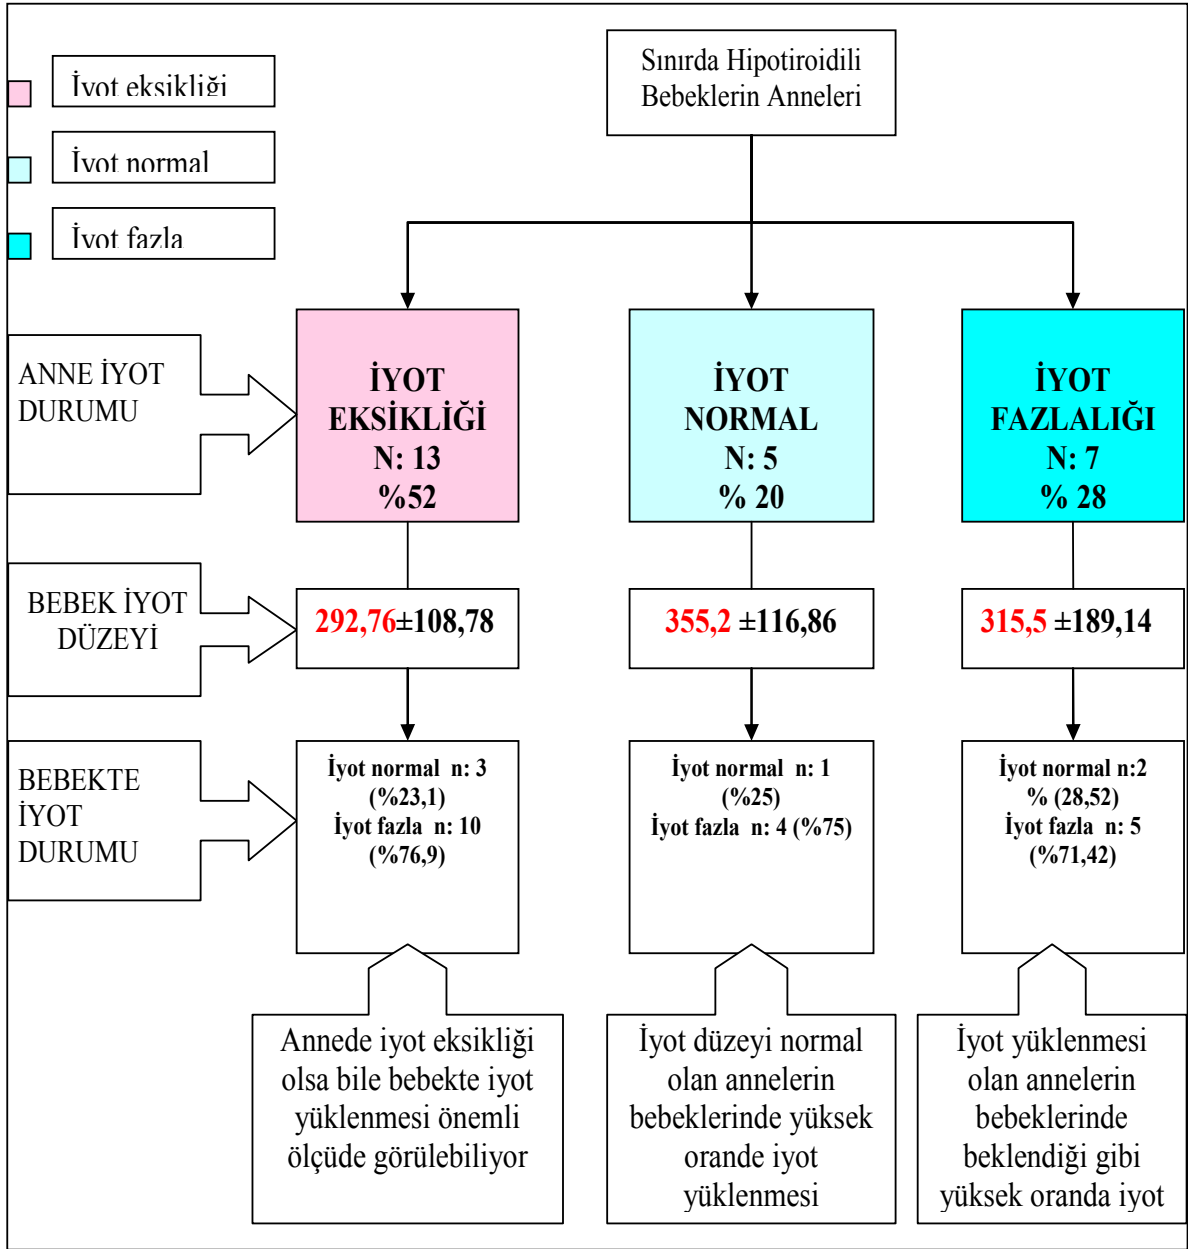 İyot eksikliği
İyot normal
İyot fazla
Sınırda Hipotiroidili
Bebeklerin Anneleri
ANNE İYOT
DURUMU
İYOT
EKSİKLİĞİ
N: 13
%52
İYOT
NORMAL
N: 5
% 20
İYOT
FAZLALIĞI
N: 7
% 28
BEBEK İYOT
DÜZEYİ
292,76±108,78
355,2 ±116,86
315,5 ±189,14
BEBEKTE
İYOT
DURUMU
İyot normal  n: 3
(%23,1)
İyot fazla  n: 10
(%76,9)
İyot normal  n: 1
(%25)
İyot fazla  n: 4 (%75)
İyot normal n:2
% (28,52)
İyot fazla  n: 5
(%71,42)
Annede iyot eksikliği
olsa bile bebekte iyot
yüklenmesi önemli
ölçüde görülebiliyor
İyot düzeyi normal
olan annelerin
bebeklerinde yüksek
orande iyot
yüklenmesi
İyot yüklenmesi
olan annelerin
bebeklerinde
beklendiği gibi
yüksek oranda iyot